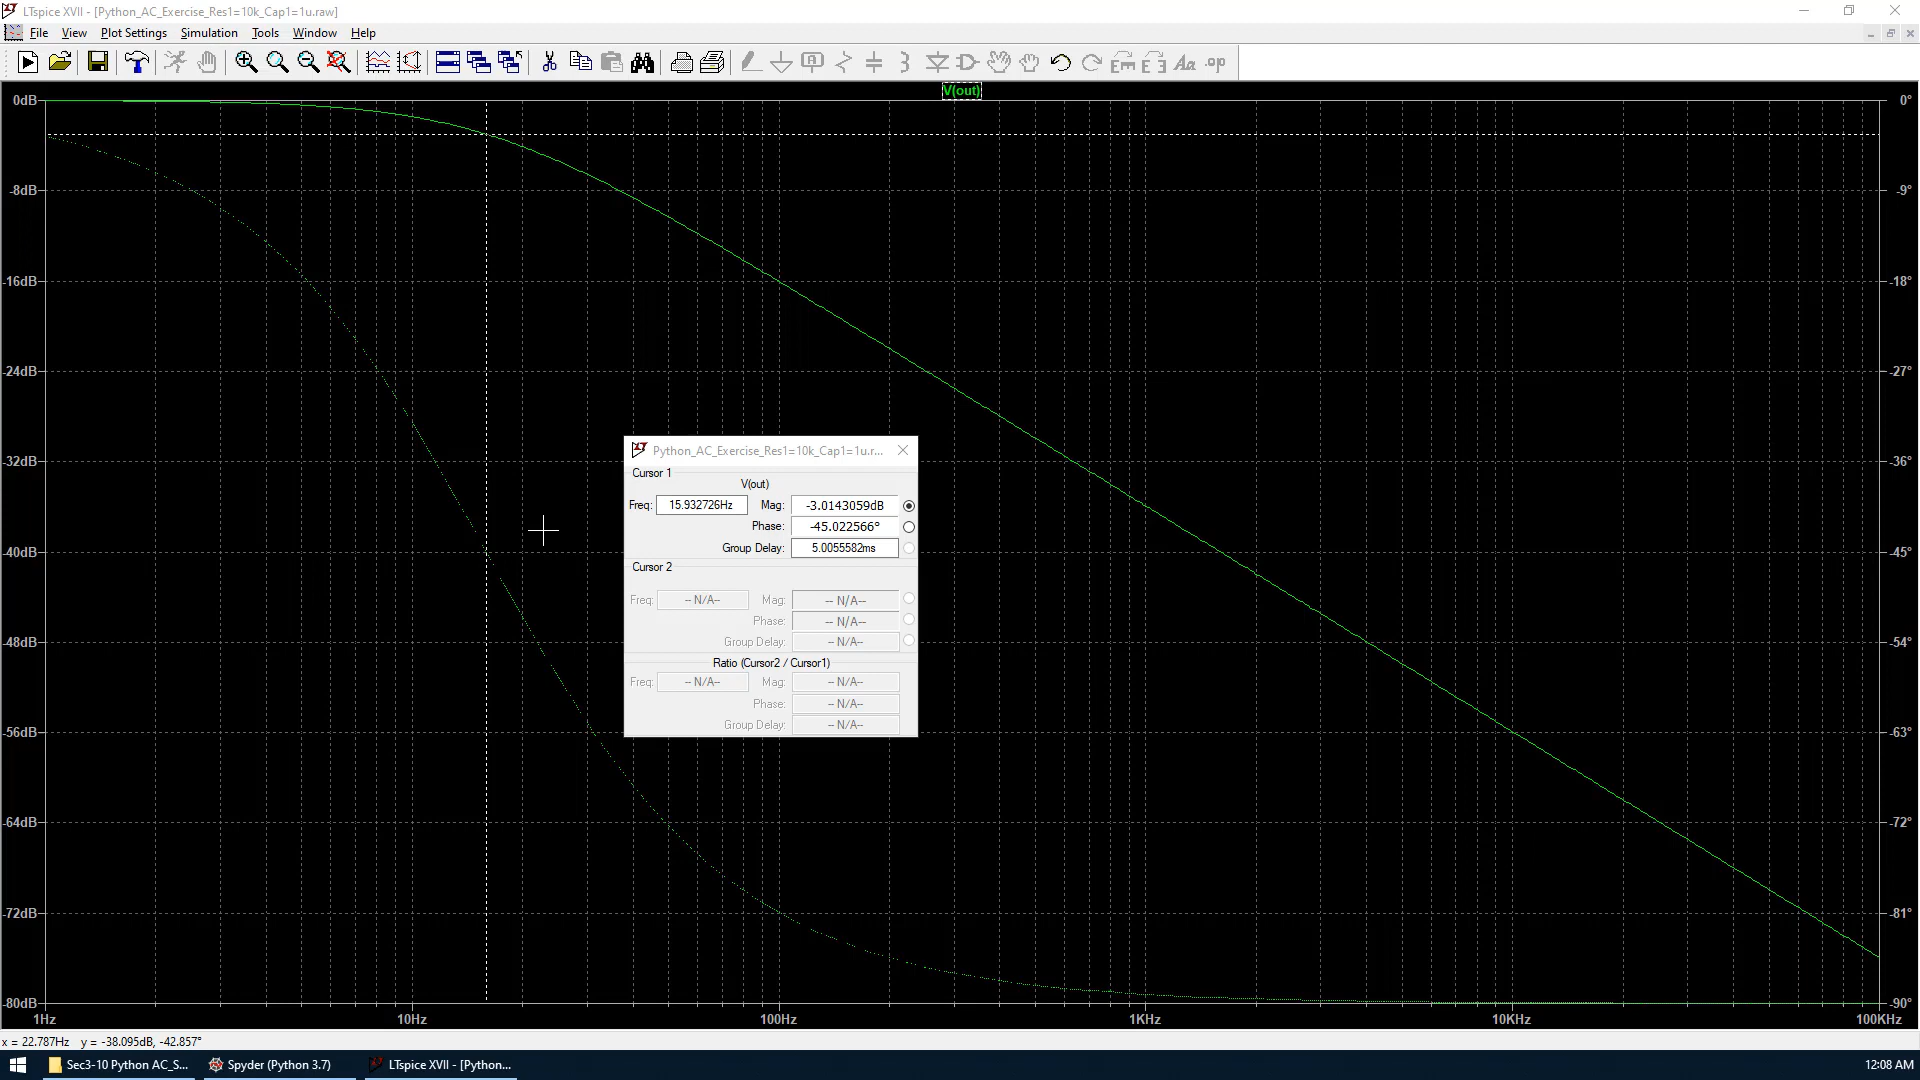 LTspice XVII - [Python_AC_Exercise_Res1=10k_Cap1=1u.raw]
File View Plot Settings Simulation Tools Window Help
V(out)
0dB 0°
-8dB -9°
-16dB -18°
-24dB -27°
-32dB -36°
-40dB -45°
-48dB -54°
-56dB -63°
-64dB -72°
-72dB -81°
-80dB -90°
1Hz 10Hz 100Hz 1KHz 10KHz 100KHz
Python_AC_Exercise_Res1=10k_Cap1=1u.r...
Cursor 1
V(out)
Freq: 15.932726Hz Mag: -3.0143059dB
Phase: -45.022566°
Group Delay: 5.0055582ms
Cursor 2
Freq: -- N/A-- Mag: -- N/A--
Phase: -- N/A--
Group Delay: -- N/A--
Ratio (Cursor2 / Cursor1)
Freq: -- N/A-- Mag: -- N/A--
Phase: -- N/A--
Group Delay: -- N/A--
x = 22.787Hz y = -38.095dB, -42.857°
Sec3-10 Python AC_S... Spyder (Python 3.7) LTspice XVII - [Python... 12:08 AM